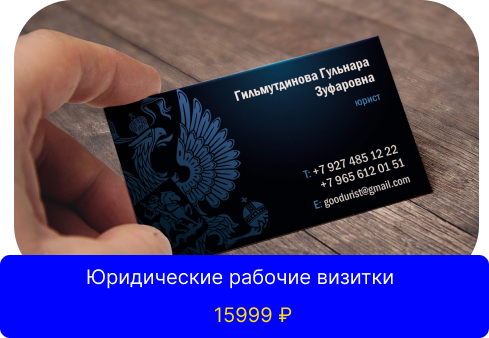 Гильмутдинова Гульнара
Зуфаровна
юрист
Т: +7 927 485 12 22
+7 965 612 01 51
E: goodurist@gmail.com
Юридические рабочие визитки
15999 ₽